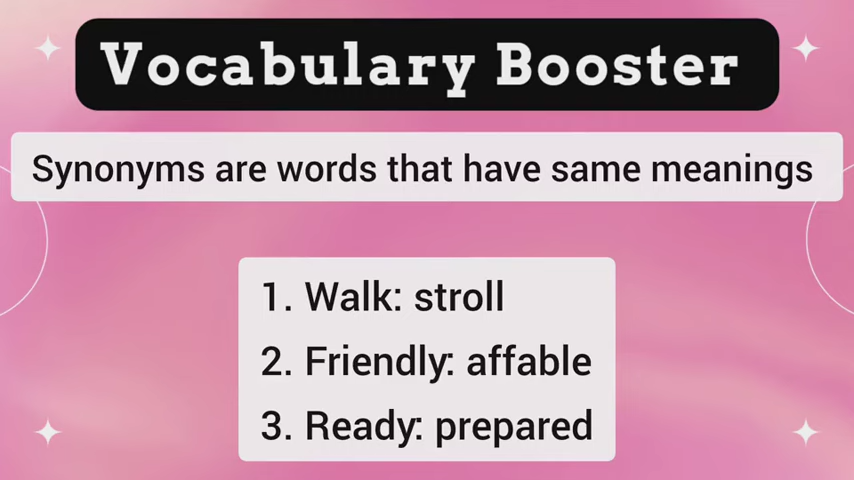 Vocabulary Booster
Synonyms are words that have same meanings
1. Walk: stroll
2. Friendly: affable
3. Ready: prepared